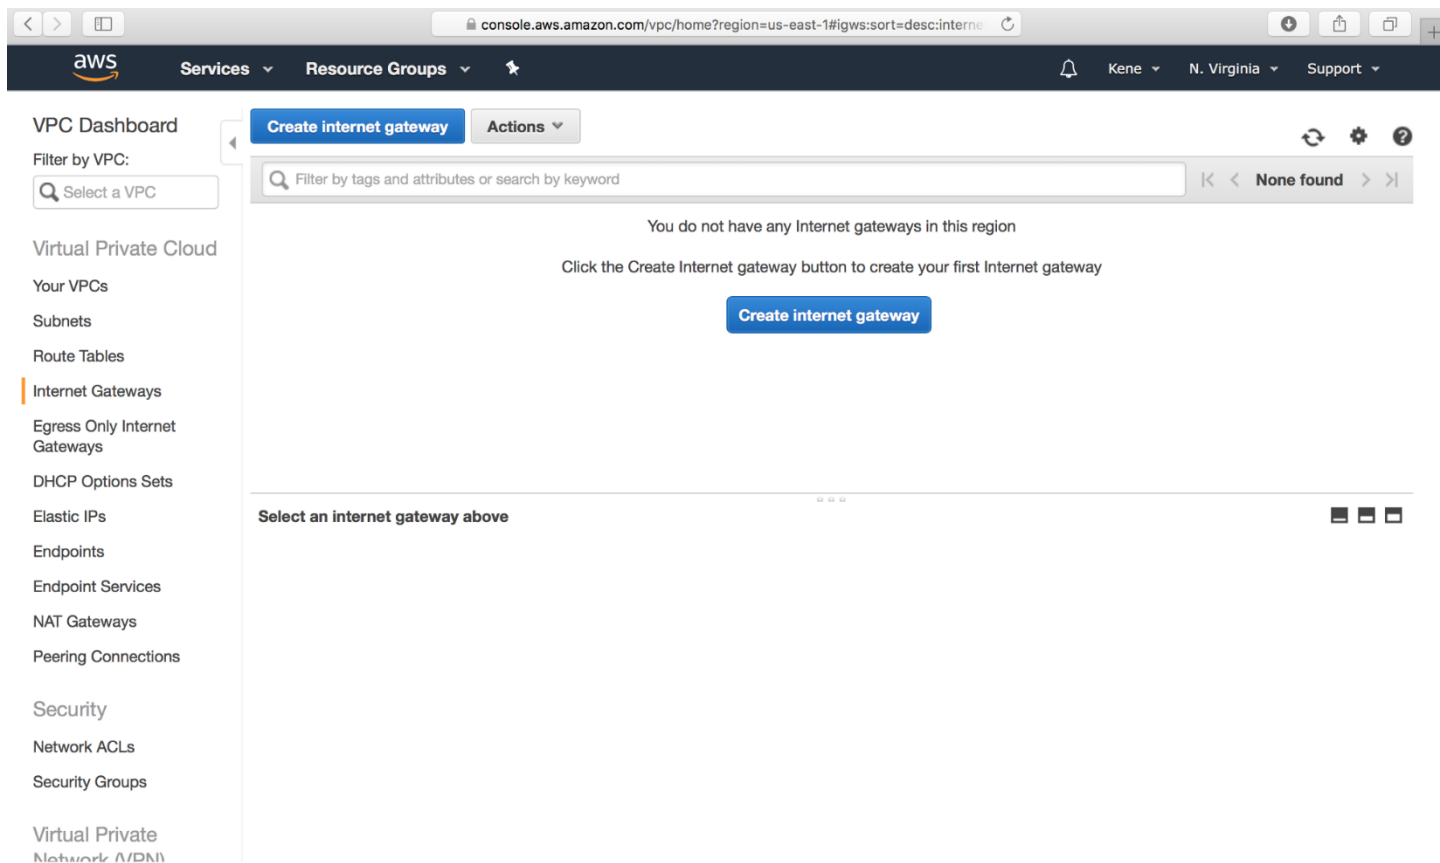 console.aws.amazon.com/vpc/home?region=us-east-1#igws:sort=desc:interne
aws
Services
Resource Groups
Kene
N. Virginia
Support
VPC Dashboard
Filter by VPC:
Select a VPC
Virtual Private Cloud
Your VPCs
Subnets
Route Tables
Internet Gateways
Egress Only Internet
Gateways
DHCP Options Sets
Elastic IPs
Endpoints
Endpoint Services
NAT Gateways
Peering Connections
Security
Network ACLs
Security Groups
Virtual Private
Network (VPN)
Create internet gateway
Actions
Filter by tags and attributes or search by keyword
None found
You do not have any Internet gateways in this region
Click the Create Internet gateway button to create your first Internet gateway
Create internet gateway
Select an internet gateway above